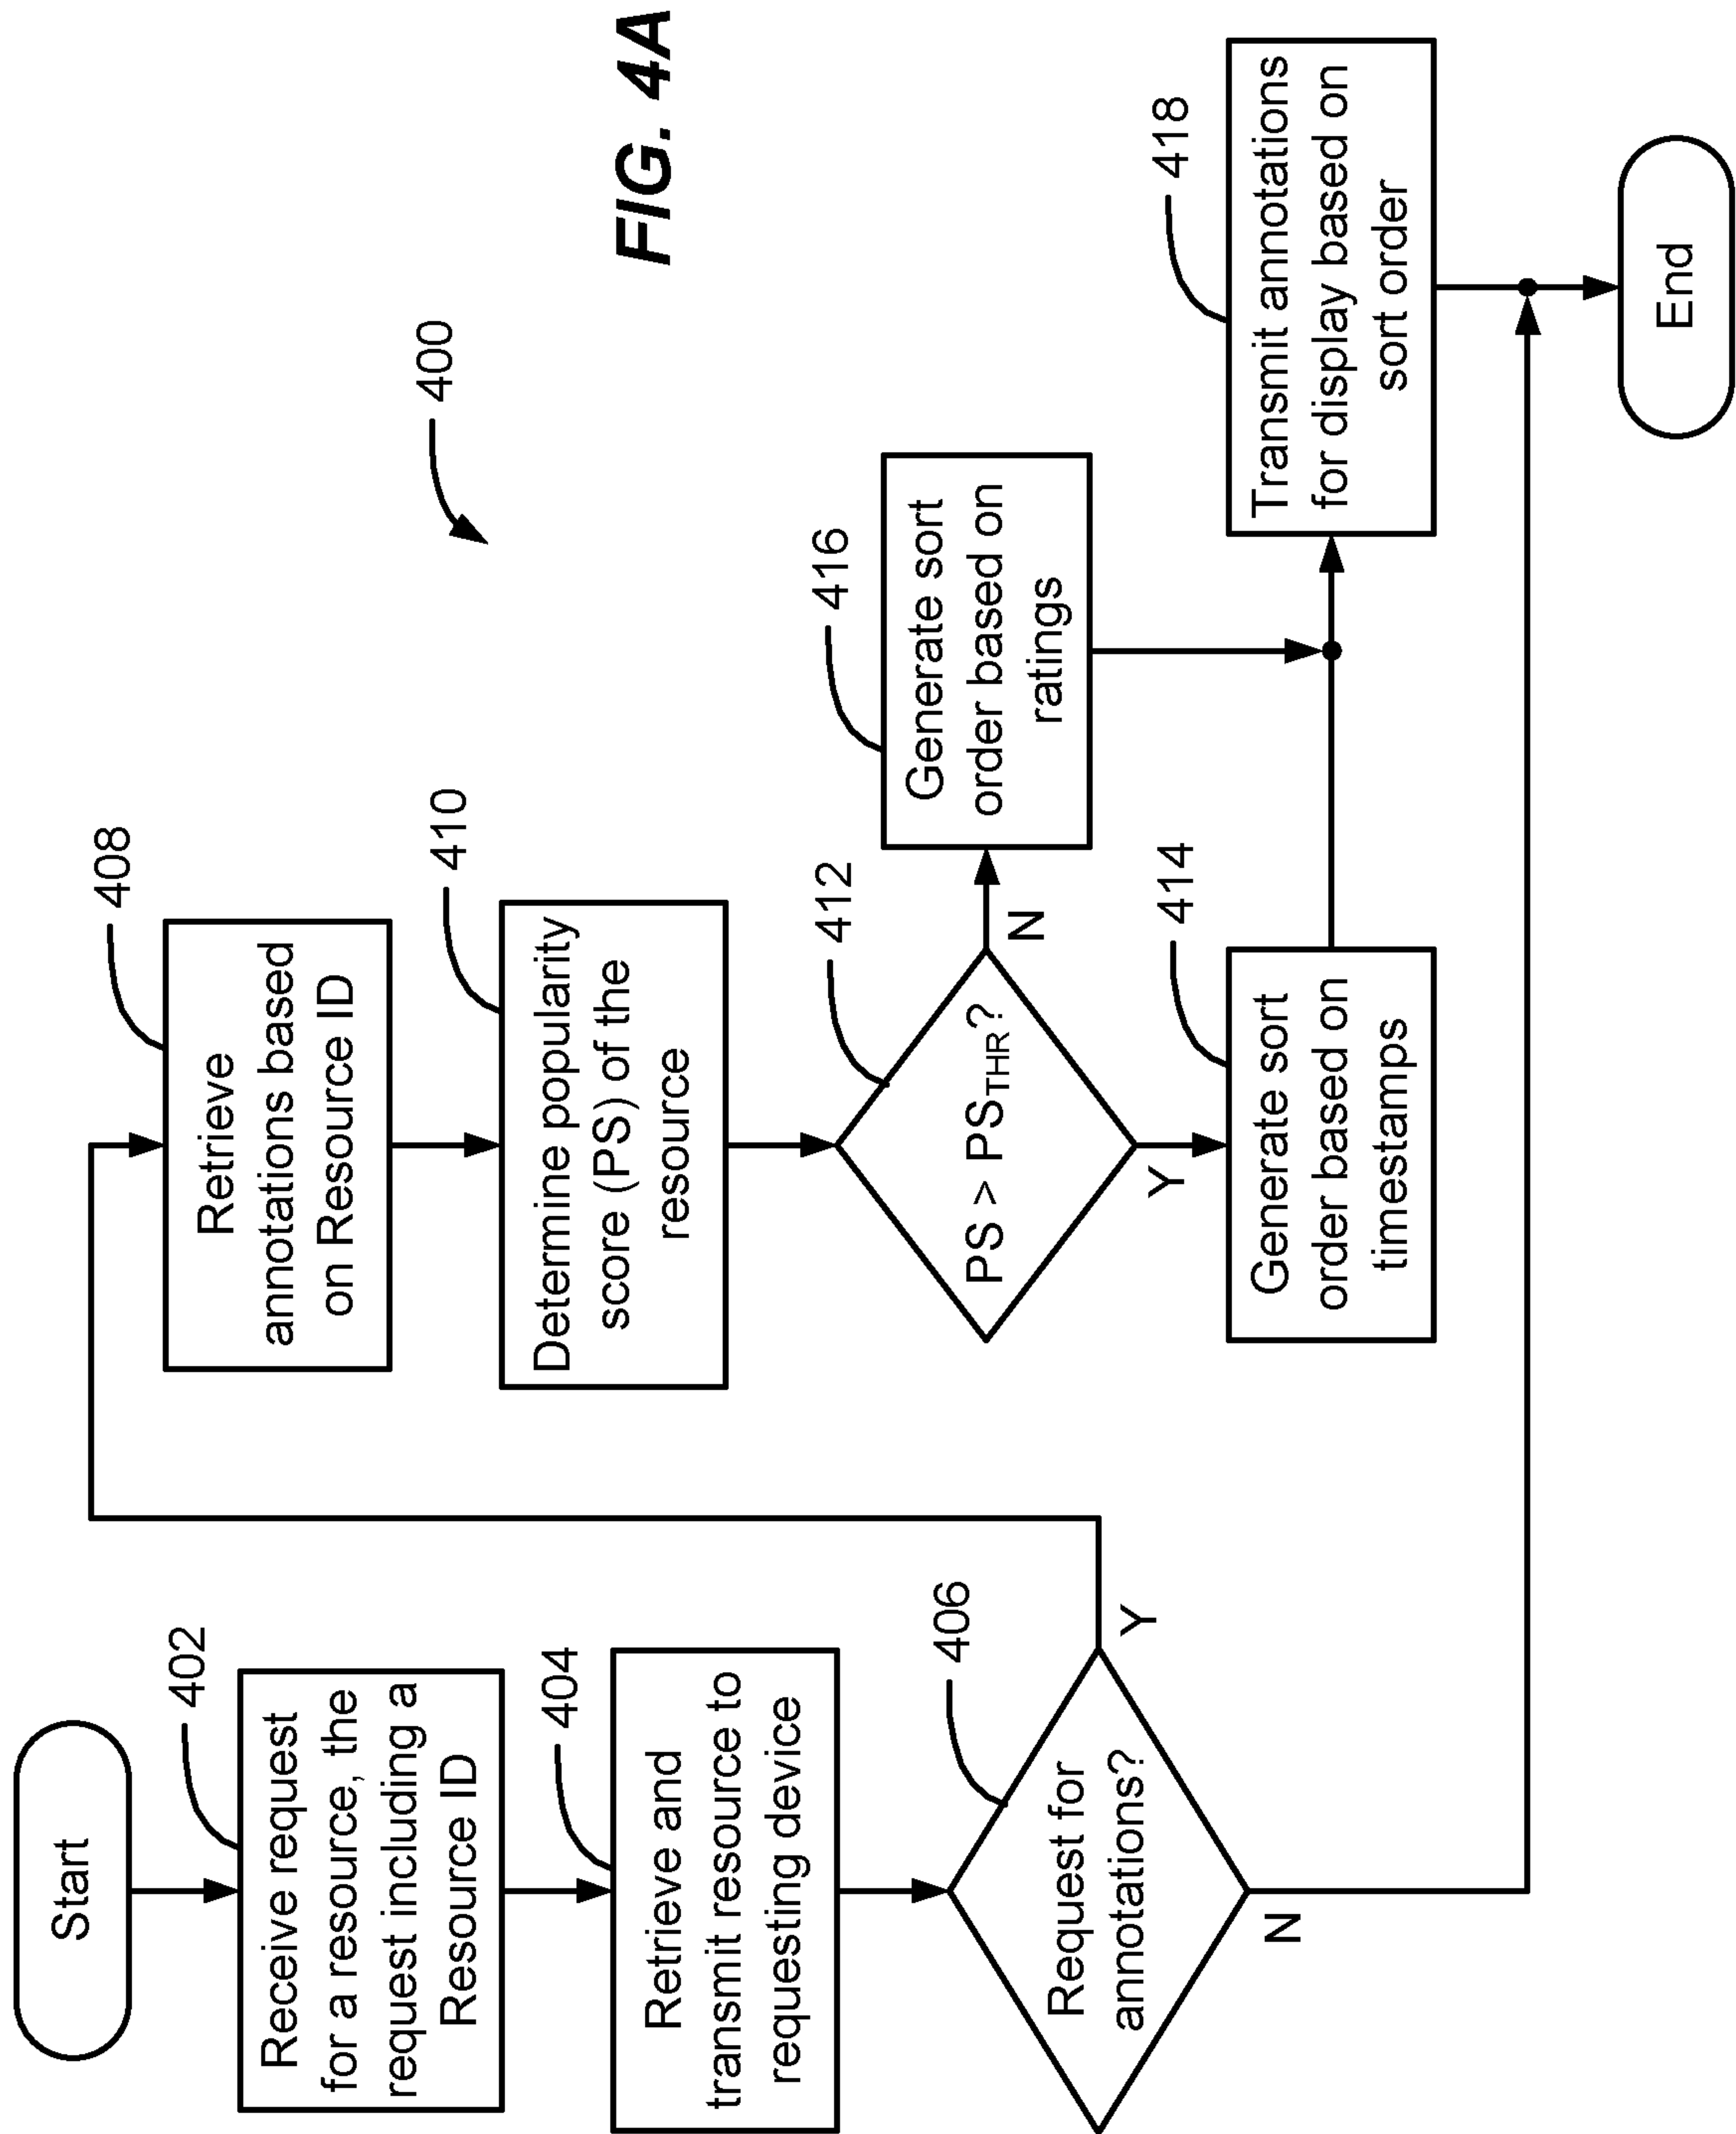 Start
402
Receive request
for a resource, the
request including a
Resource ID
404
Retrieve and
transmit resource to
requesting device
406
Request for
annotations?
Y
N
408
Retrieve
annotations based
on Resource ID
410
Determine popularity
score (PS) of the
resource
412
PS > PSTHR?
N
Y
414
Generate sort
order based on
timestamps
416
Generate sort
order based on
ratings
418
Transmit annotations
for display based on
sort order
End
400
FIG. 4A